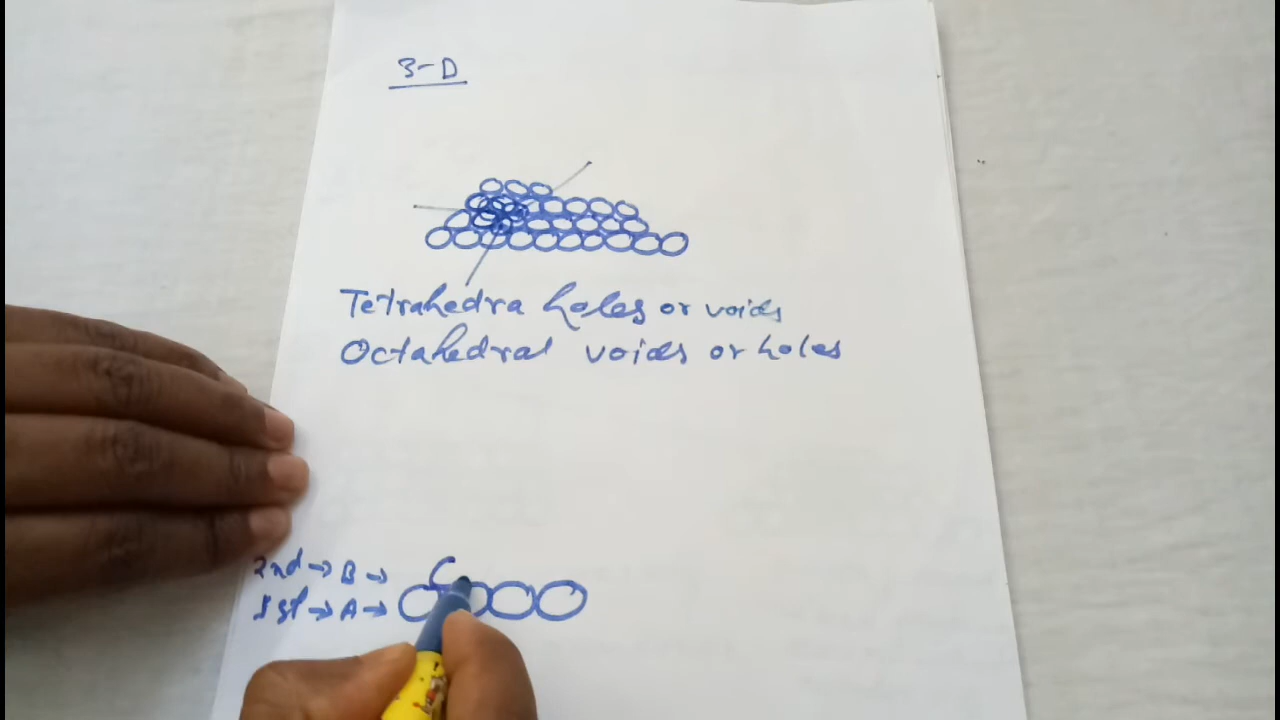 3-D
Tetrahedra holes or voids
Octahedral voids or holes
2nd → B →
1st → A →